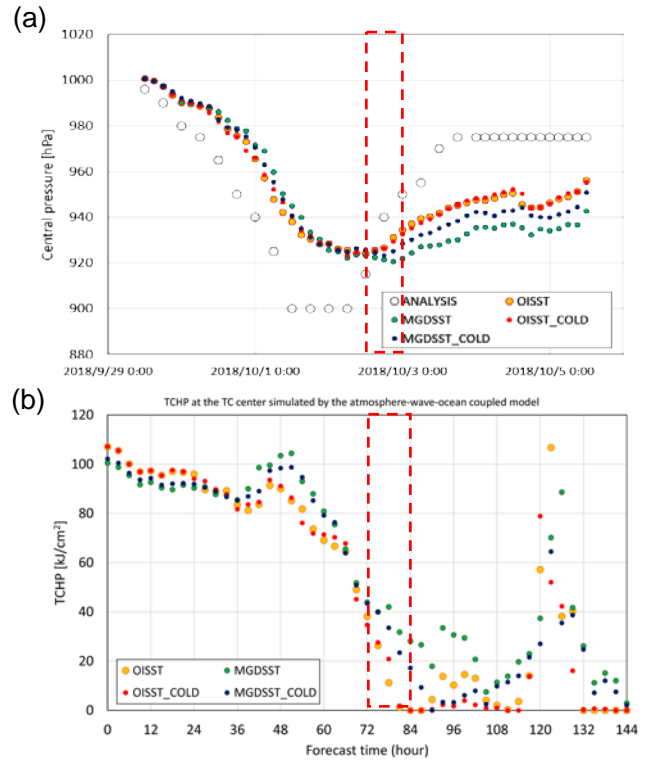 (a)
1020
1000
980
960
940
920
900
880
Central pressure [hPa]
ANALYSIS OISST
MGDSST OISST_COLD
MGDSST_COLD
2018/9/29 0:00 2018/10/1 0:00 2018/10/3 0:00 2018/10/5 0:00
(b)
TCHP at the TC center simulated by the atmosphere-wave-ocean coupled model
120
100
80
60
40
20
0
TCHP [kJ/cm²]
OISST MGDSST
OISST_COLD MGDSST_COLD
0 12 24 36 48 60 72 84 96 108 120 132 144
Forecast time (hour)